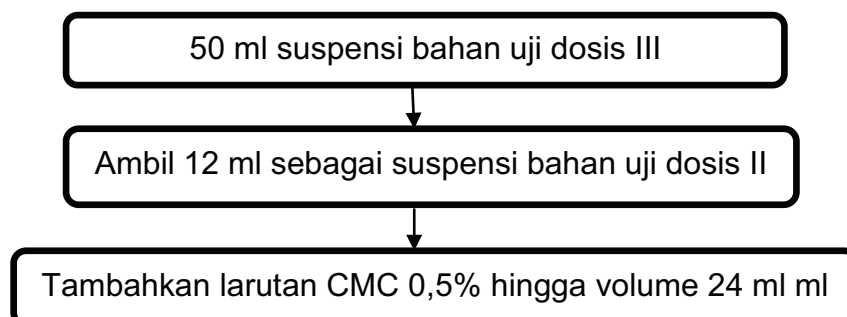 50 ml suspensi bahan uji dosis III
Ambil 12 ml sebagai suspensi bahan uji dosis II
Tambahkan larutan CMC 0,5% hingga volume 24 ml ml